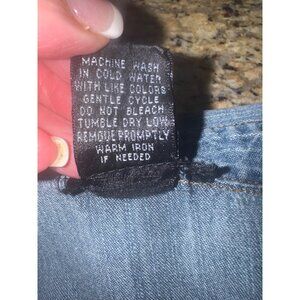 MACHINE WASH
IN COLD WATER
WITH LIKE COLORS
GENTLE CYCLE
DO NOT BLEACH
TUMBLE DRY LOW
REMOVE PROMPTLY
WARM IRON
IF NEEDED